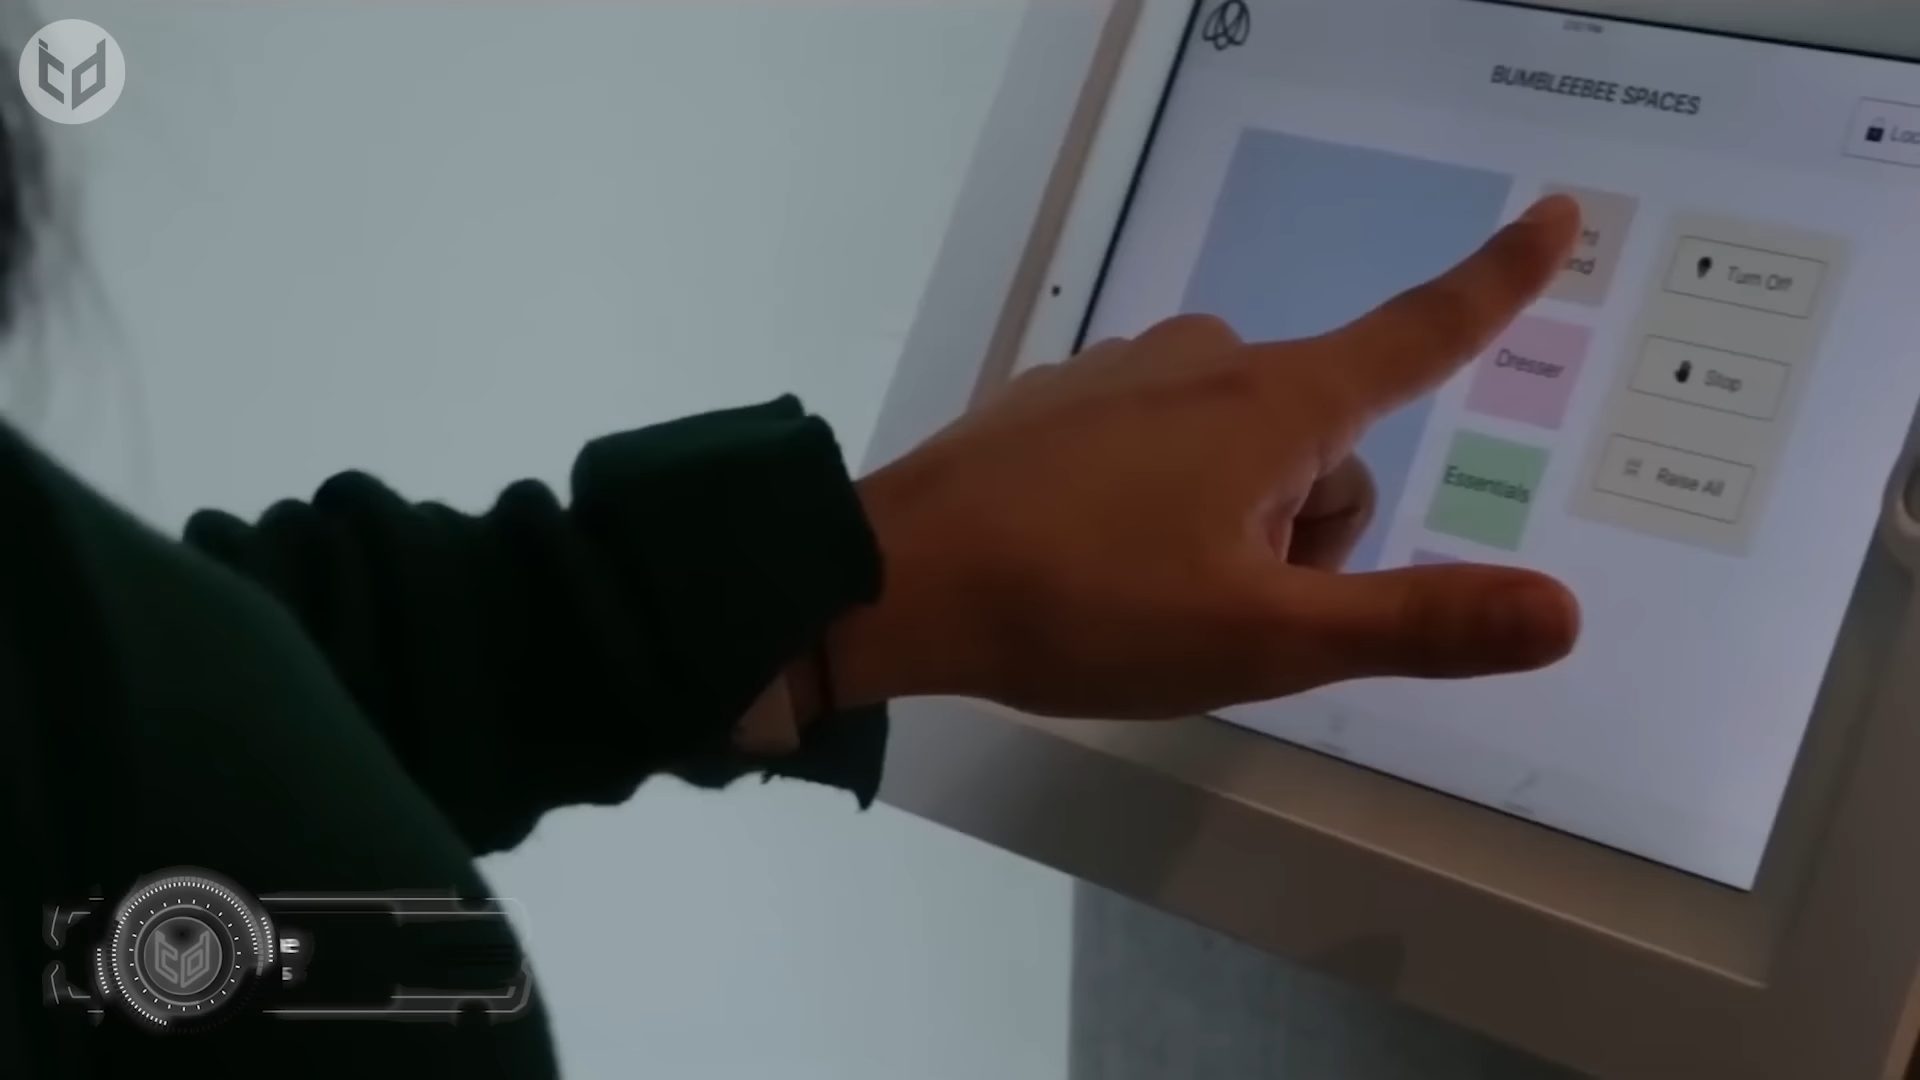 BUMBLEEBEE SPACES
Turn Off
Dresser
Stop
Essentials
Raise All